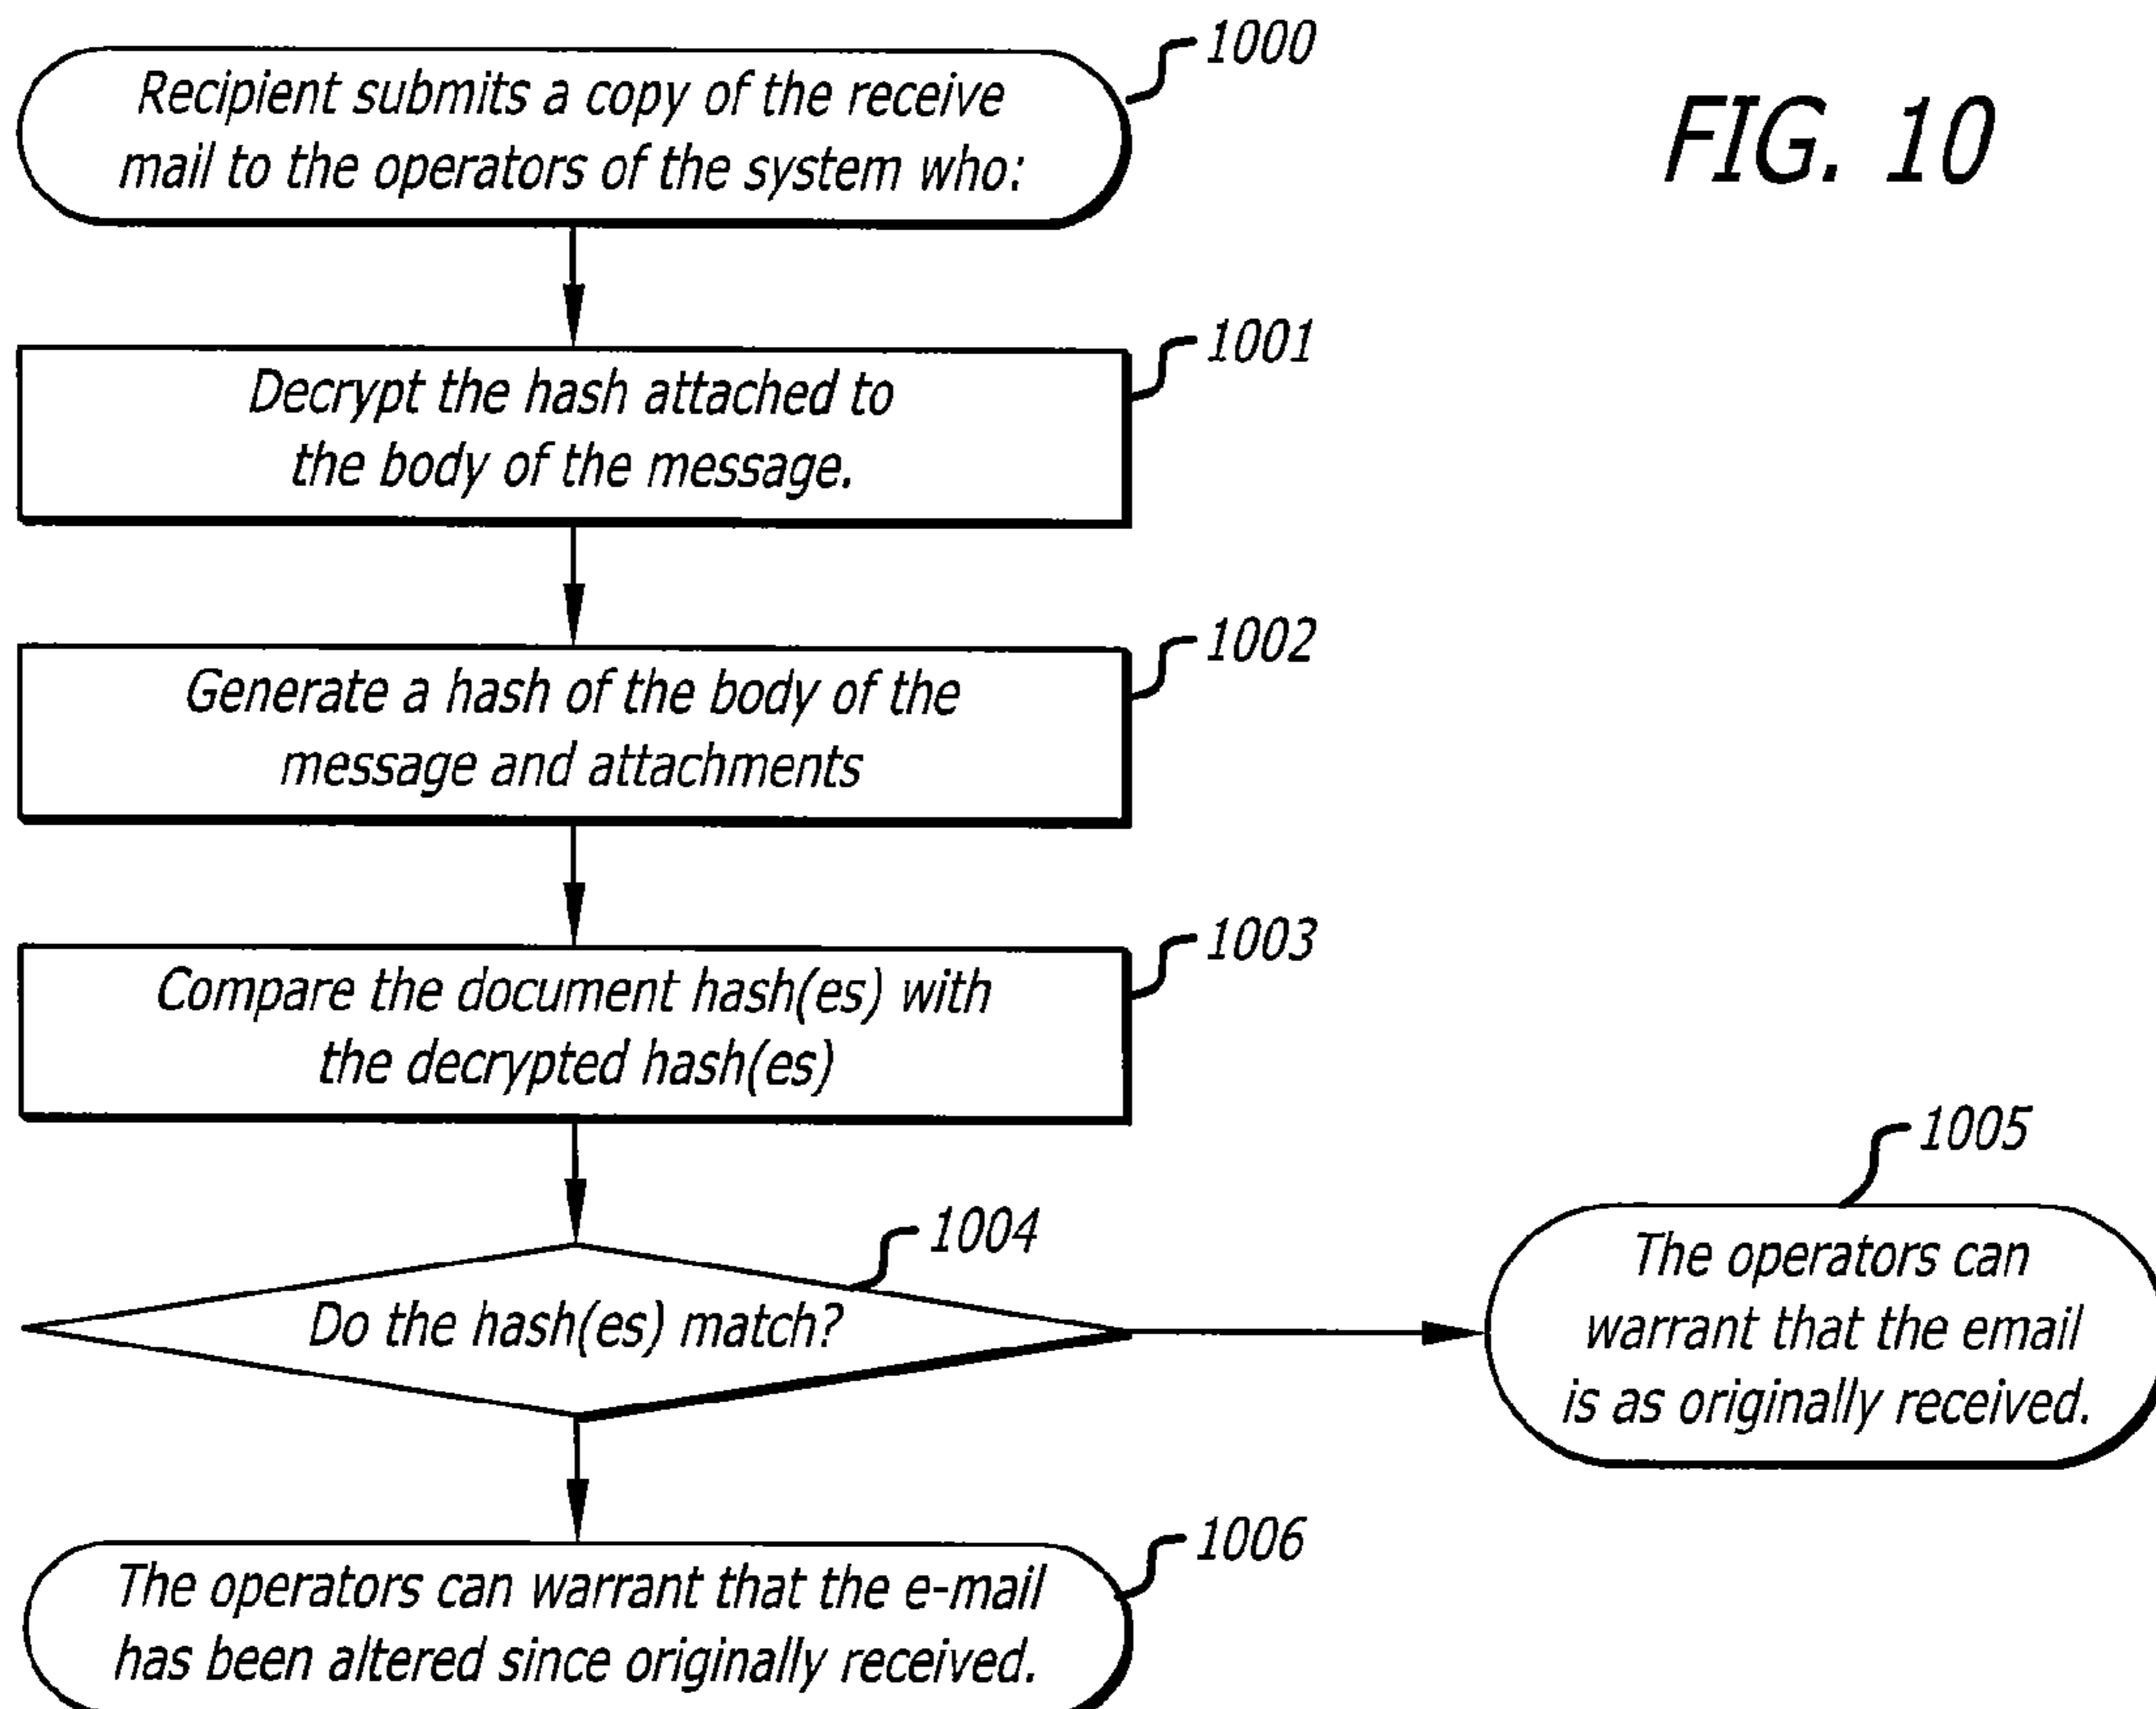 1000
Recipient submits a copy of the receive
mail to the operators of the system who:
FIG. 10
1001
Decrypt the hash attached to
the body of the message.
1002
Generate a hash of the body of the
message and attachments
1003
Compare the document hash(es) with
the decrypted hash(es)
1004
Do the hash(es) match?
1005
The operators can
warrant that the email
is as originally received.
1006
The operators can warrant that the e-mail
has been altered since originally received.